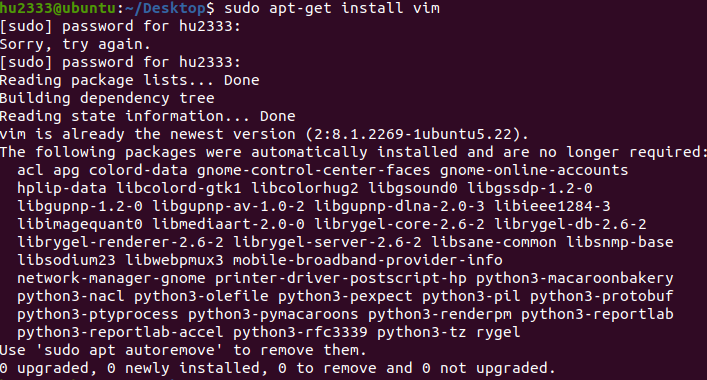 hu2333@ubuntu:~/Desktop$ sudo apt-get install vim
[sudo] password for hu2333:
Sorry, try again.
[sudo] password for hu2333:
Reading package lists... Done
Building dependency tree
Reading state information... Done
vim is already the newest version (2:8.1.2269-1ubuntu5.22).
The following packages were automatically installed and are no longer required:
  acl apg colord-data gnome-control-center-faces gnome-online-accounts
  hplip-data libcolord-gtk1 libcolorhug2 libgsound0 libgssdp-1.2-0
  libgupnp-1.2-0 libgupnp-av-1.0-2 libgupnp-dlna-2.0-3 libieee1284-3
  libimagequant0 libmediaart-2.0-0 librygel-core-2.6-2 librygel-db-2.6-2
  librygel-renderer-2.6-2 librygel-server-2.6-2 libsane-common libsnmp-base
  libsodium23 libwebpmux3 mobile-broadband-provider-info
  network-manager-gnome printer-driver-postscript-hp python3-macaroonbakery
  python3-nacl python3-olefile python3-pexpect python3-pil python3-protobuf
  python3-ptyprocess python3-pymacaroons python3-renderpm python3-reportlab
  python3-reportlab-accel python3-rfc3339 python3-tz rygel
Use 'sudo apt autoremove' to remove them.
0 upgraded, 0 newly installed, 0 to remove and 0 not upgraded.